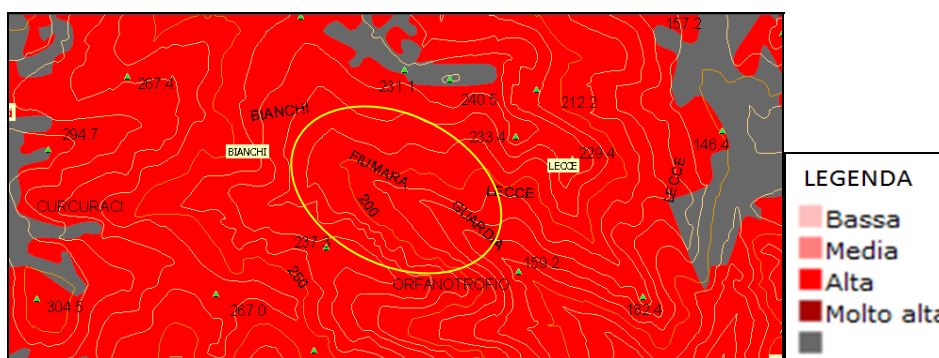 157.2
267.4
231.1
240.5
212.2
BIANCHI
233.4
146.4
294.7
BIANCHI
229.4
LECCE
FIUMARA
LECCE
LECCE
CURCURACI
200
GUARDIA
237.3
159.2
250
ORFANOTROFIO
304.5
267.0
182.4
LEGENDA
Bassa
Media
Alta
Molto alta